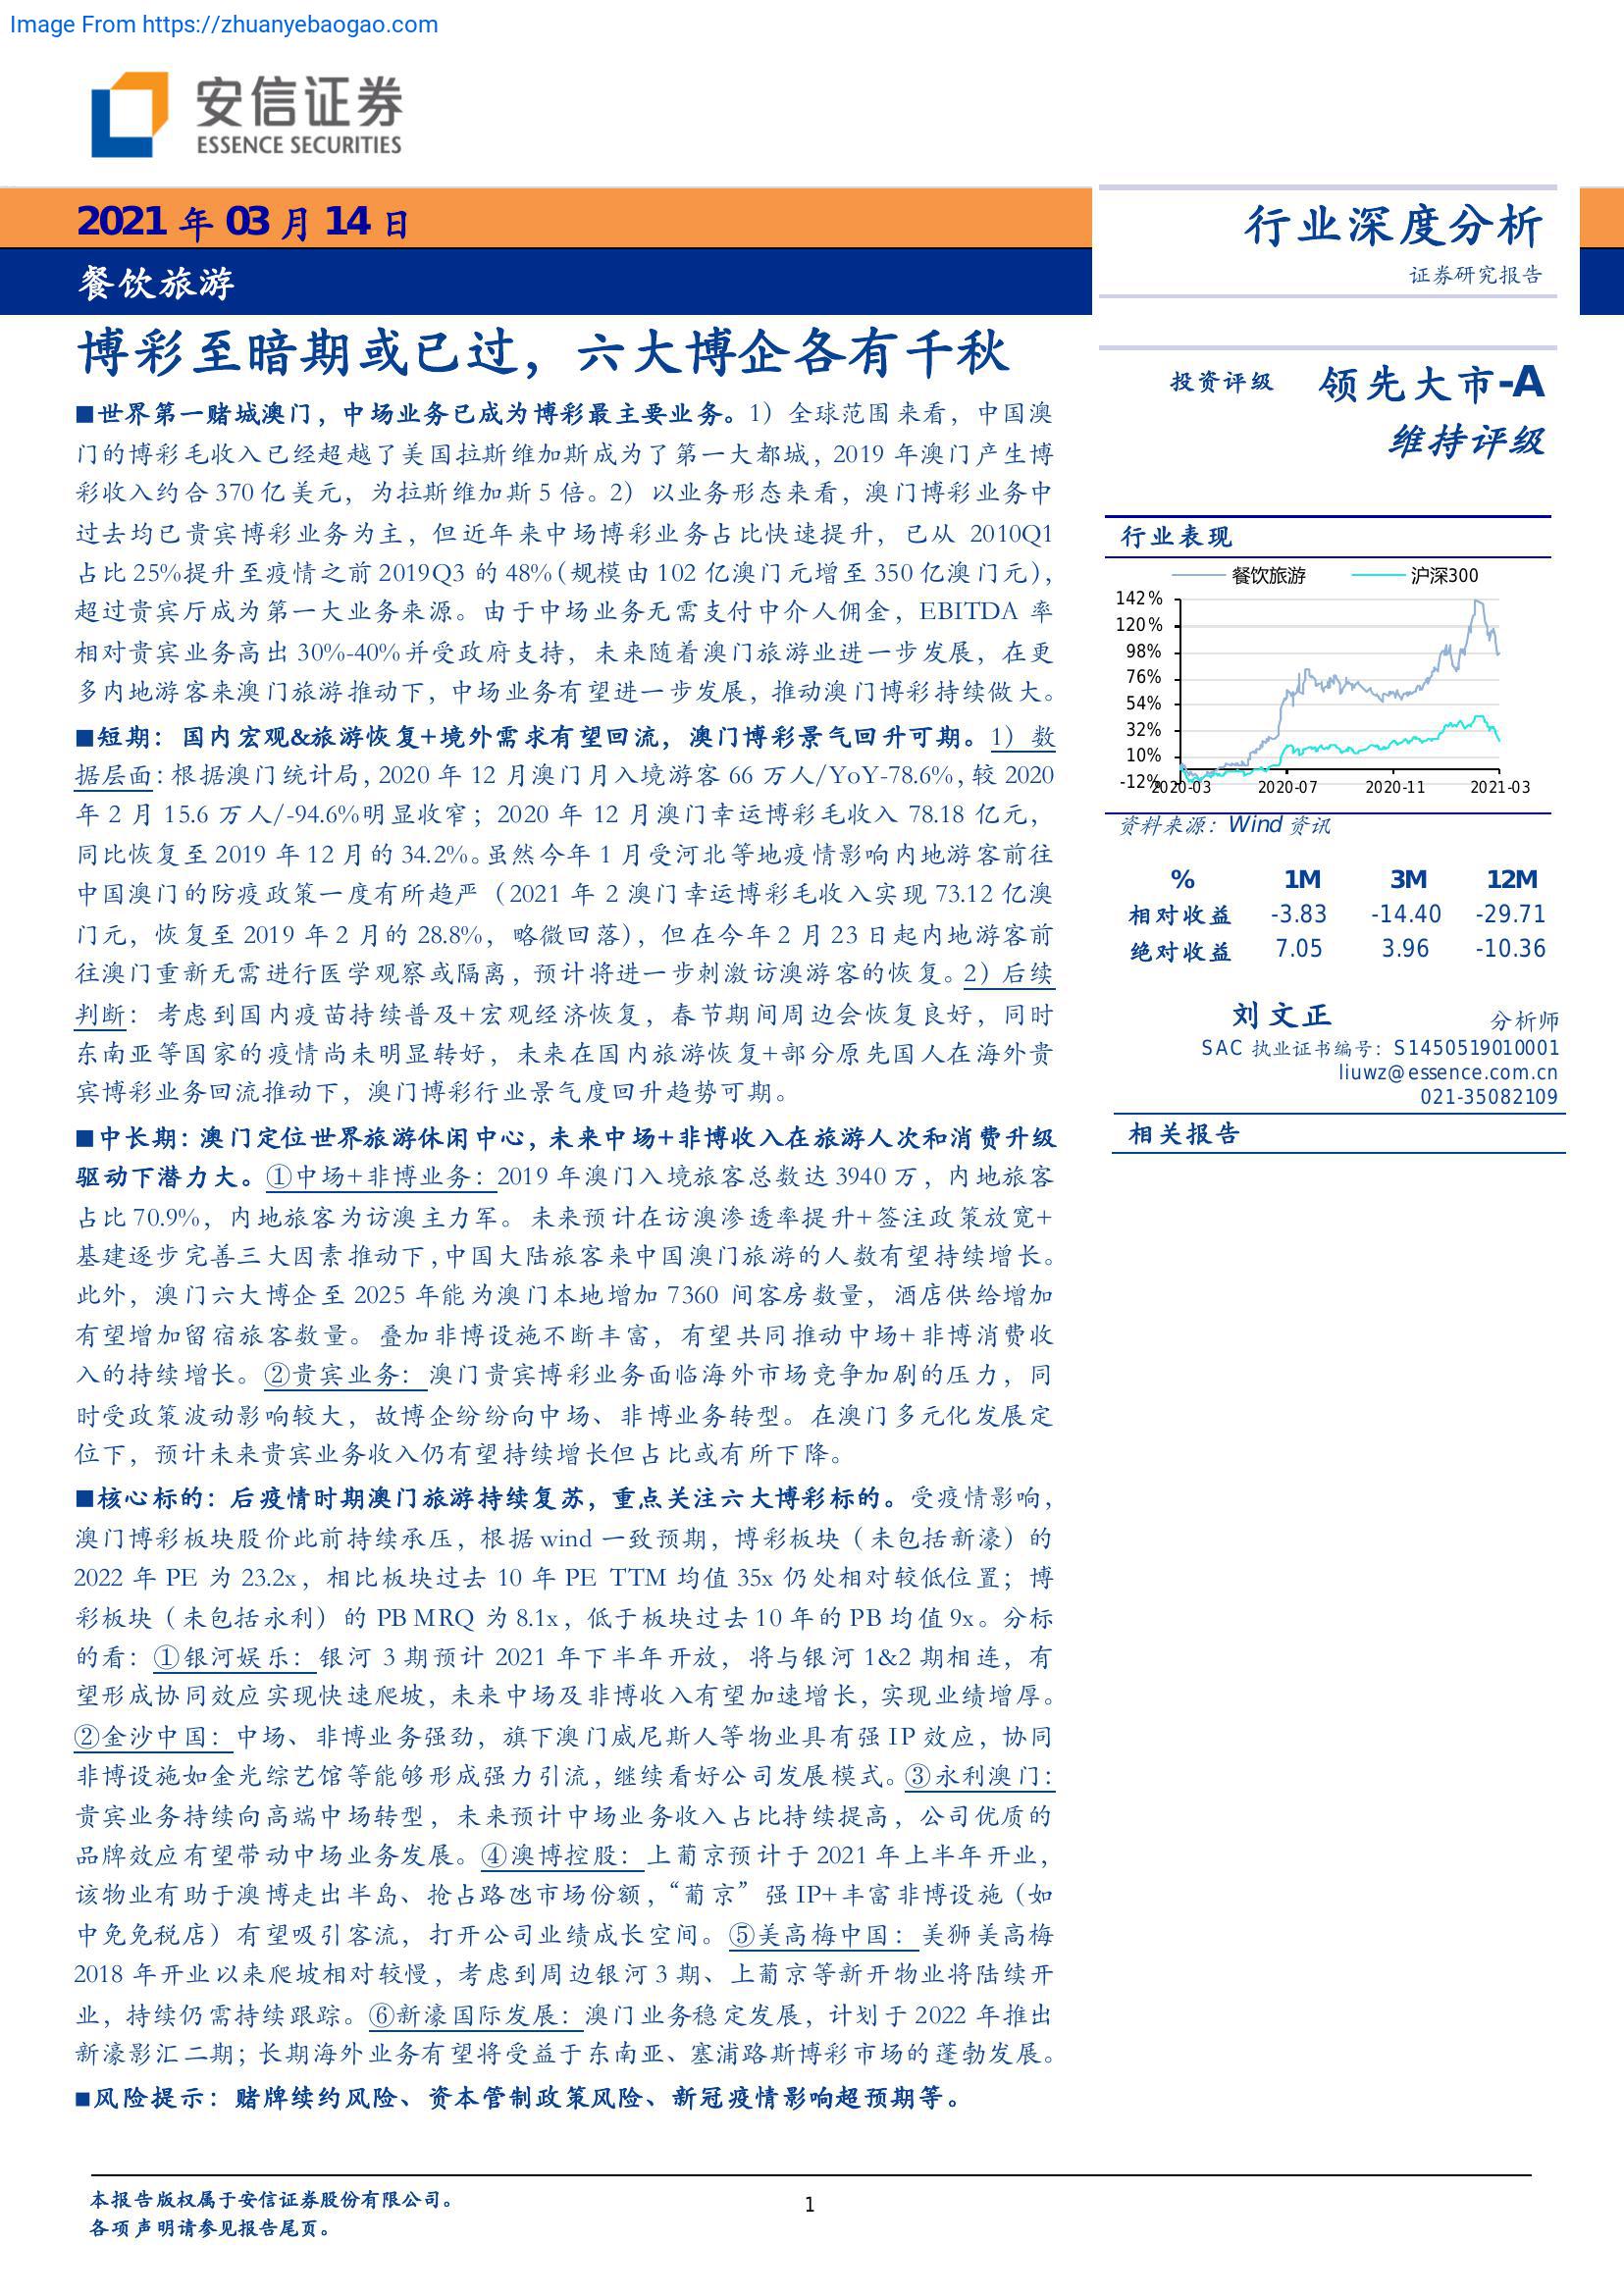 Image From https://zhuanyebaogao.com
安信证券
ESSENCE SECURITIES
2021 年 03 月 14 日
餐饮旅游
行业深度分析
证券研究报告
博彩至暗期或已过，六大博企各有千秋
■世界第一赌城澳门，中场业务已成为博彩最主要业务。1）全球范围来看，中国澳
门的博彩毛收入已经超越了美国拉斯维加斯成为了第一大都城，2019 年澳门产生博
彩收入约合 370 亿美元，为拉斯维加斯 5 倍。2）以业务形态来看，澳门博彩业务中
过去均已贵宾博彩业务为主，但近年来中场博彩业务占比快速提升，已从 2010Q1
占比 25%提升至疫情之前 2019Q3 的 48%（规模由 102 亿澳门元增至 350 亿澳门元），
超过贵宾厅成为第一大业务来源。由于中场业务无需支付中介人佣金，EBITDA 率
相对贵宾业务高出 30%-40%并受政府支持，未来随着澳门旅游业进一步发展，在更
多内地游客来澳门旅游推动下，中场业务有望进一步发展，推动澳门博彩持续做大。
■短期：国内宏观&旅游恢复+境外需求有望回流，澳门博彩景气回升可期。1）数
据层面：根据澳门统计局，2020 年 12 月澳门月入境游客 66 万人/YoY-78.6%，较 2020
年 2 月 15.6 万人/-94.6%明显收窄；2020 年 12 月澳门幸运博彩毛收入 78.18 亿元，
同比恢复至 2019 年 12 月的 34.2%。虽然今年 1 月受河北等地疫情影响内地游客前往
中国澳门的防疫政策一度有所趋严（2021 年 2 澳门幸运博彩毛收入实现 73.12 亿澳
门元，恢复至 2019 年 2 月的 28.8%，略微回落），但在今年 2 月 23 日起内地游客前
往澳门重新无需进行医学观察或隔离，预计将进一步刺激访澳游客的恢复。2）后续
判断：考虑到国内疫苗持续普及+宏观经济恢复，春节期间周边会恢复良好，同时
东南亚等国家的疫情尚未明显转好，未来在国内旅游恢复+部分原先国人在海外贵
宾博彩业务回流推动下，澳门博彩行业景气度回升趋势可期。
■中长期：澳门定位世界旅游休闲中心，未来中场+非博收入在旅游人次和消费升级
驱动下潜力大。①中场+非博业务：2019 年澳门入境旅客总数达 3940 万，内地旅客
占比 70.9%，内地旅客为访澳主力军。未来预计在访澳渗透率提升+签注政策放宽+
基建逐步完善三大因素推动下，中国大陆旅客来中国澳门旅游的人数有望持续增长。
此外，澳门六大博企至 2025 年能为澳门本地增加 7360 间客房数量，酒店供给增加
有望增加留宿旅客数量。叠加非博设施不断丰富，有望共同推动中场+非博消费收
入的持续增长。②贵宾业务：澳门贵宾博彩业务面临海外市场竞争加剧的压力，同
时受政策波动影响较大，故博企纷纷向中场、非博业务转型。在澳门多元化发展定
位下，预计未来贵宾业务收入仍有望持续增长但占比或有所下降。
■核心标的：后疫情时期澳门旅游持续复苏，重点关注六大博彩标的。受疫情影响，
澳门博彩板块股价此前持续承压，根据 wind 一致预期，博彩板块（未包括新濠）的
2022 年 PE 为 23.2x，相比板块过去 10 年 PE TTM 均值 35x 仍处相对较低位置；博
彩板块（未包括永利）的 PB MRQ 为 8.1x，低于板块过去 10 年的 PB 均值 9x。分标
的看：①银河娱乐：银河 3 期预计 2021 年下半年开放，将与银河 1&2 期相连，有
望形成协同效应实现快速爬坡，未来中场及非博收入有望加速增长，实现业绩增厚。
②金沙中国：中场、非博业务强劲，旗下澳门威尼斯人等物业具有强 IP 效应，协同
非博设施如金光综艺馆等能够形成强力引流，继续看好公司发展模式。③永利澳门：
贵宾业务持续向高端中场转型，未来预计中场业务收入占比持续提高，公司优质的
品牌效应有望带动中场业务发展。④澳博控股：上葡京预计于 2021 年上半年开业，
该物业有助于澳博走出半岛、抢占路氹市场份额，“葡京”强 IP+丰富非博设施（如
中免免税店）有望吸引客流，打开公司业绩成长空间。⑤美高梅中国：美狮美高梅
2018 年开业以来爬坡相对较慢，考虑到周边银河 3 期、上葡京等新开物业将陆续开
业，持续仍需持续跟踪。⑥新濠国际发展：澳门业务稳定发展，计划于 2022 年推出
新濠影汇二期；长期海外业务有望将受益于东南亚、塞浦路斯博彩市场的蓬勃发展。
■风险提示：赌牌续约风险、资本管制政策风险、新冠疫情影响超预期等。
投资评级 领先大市-A
维持评级
行业表现
餐饮旅游 沪深300
142%
120%
98%
76%
54%
32%
10%
-12%
2020-03 2020-07 2020-11 2021-03
资料来源：Wind 资讯
% 1M 3M 12M
相对收益 -3.83 -14.40 -29.71
绝对收益 7.05 3.96 -10.36
刘文正 分析师
SAC 执业证书编号：S1450519010001
liuwz@essence.com.cn
021-35082109
相关报告
本报告版权属于安信证券股份有限公司。
各项声明请参见报告尾页。
1